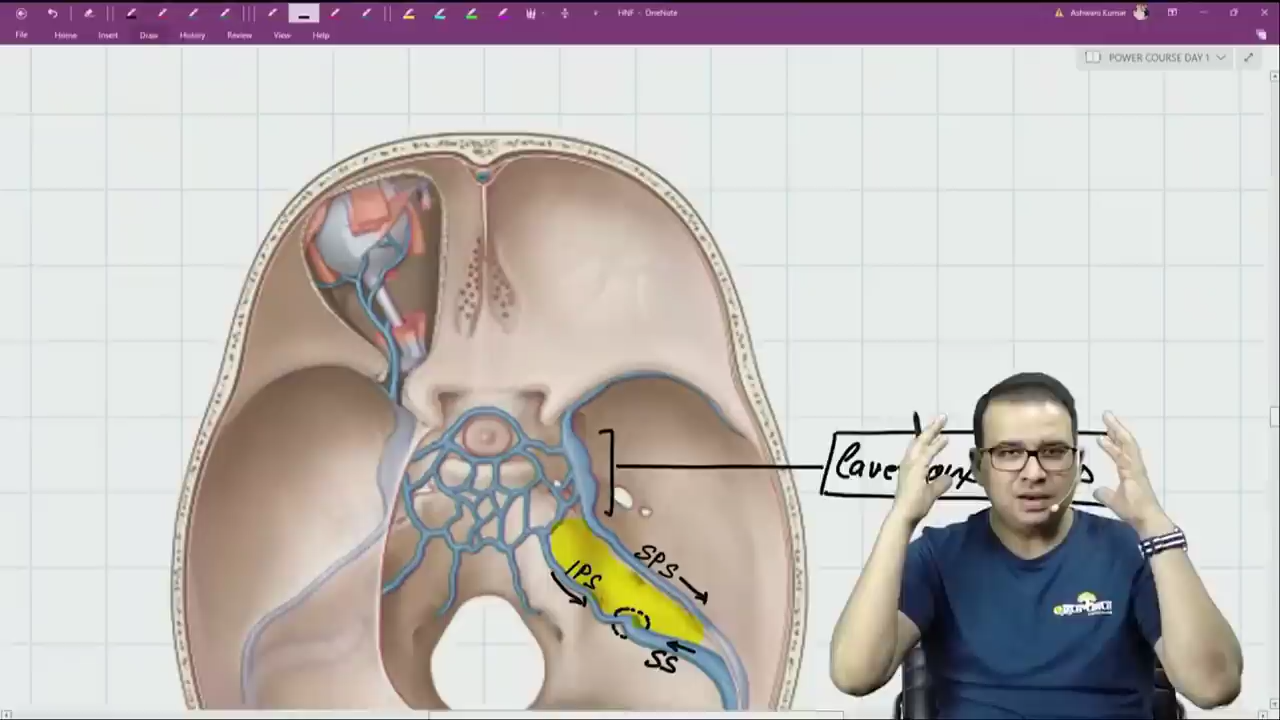 HNF - OneNote
Ashwani Kumar
File Home Insert Draw History Review View Help
POWER COURSE DAY 1
IPS
SPS
SS